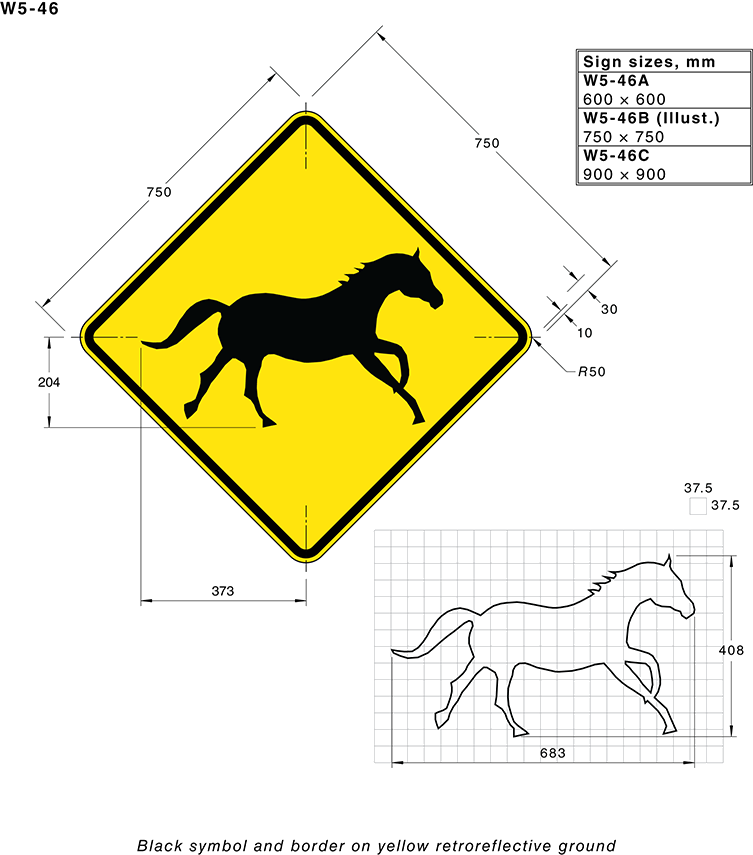 W5-46
Sign sizes, mm
W5-46A
600 × 600
W5-46B (Illust.)
750 × 750
W5-46C
900 × 900
750
750
30
10
R50
204
373
37.5
37.5
408
683
Black symbol and border on yellow retroreflective ground